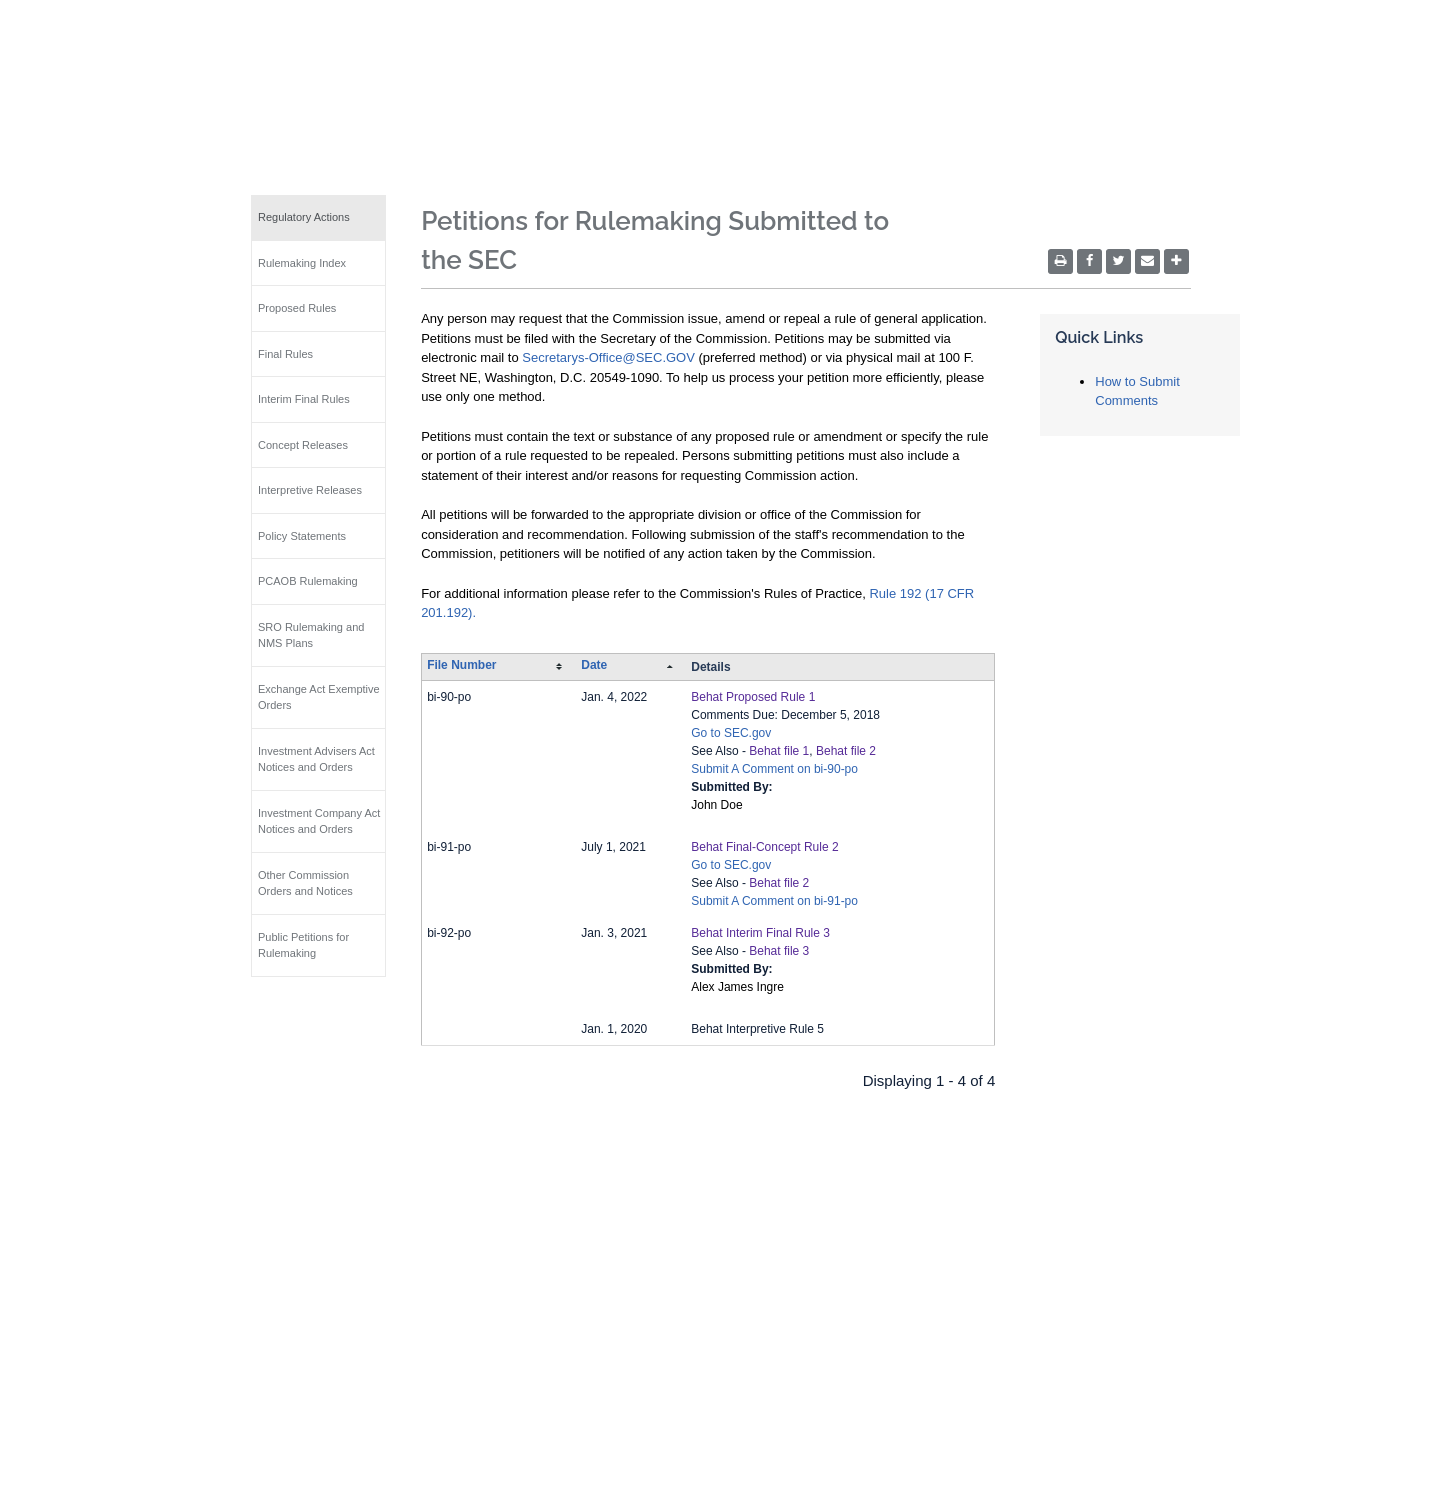 Regulatory Actions
Rulemaking Index
Proposed Rules
Final Rules
Interim Final Rules
Concept Releases
Interpretive Releases
Policy Statements
PCAOB Rulemaking
SRO Rulemaking and
NMS Plans
Exchange Act Exemptive
Orders
Investment Advisers Act
Notices and Orders
Investment Company Act
Notices and Orders
Other Commission
Orders and Notices
Public Petitions for
Rulemaking
Petitions for Rulemaking Submitted to
the SEC
Any person may request that the Commission issue, amend or repeal a rule of general application.
Petitions must be filed with the Secretary of the Commission. Petitions may be submitted via
electronic mail to Secretarys-Office@SEC.GOV (preferred method) or via physical mail at 100 F.
Street NE, Washington, D.C. 20549-1090. To help us process your petition more efficiently, please
use only one method.
Petitions must contain the text or substance of any proposed rule or amendment or specify the rule
or portion of a rule requested to be repealed. Persons submitting petitions must also include a
statement of their interest and/or reasons for requesting Commission action.
All petitions will be forwarded to the appropriate division or office of the Commission for
consideration and recommendation. Following submission of the staff's recommendation to the
Commission, petitioners will be notified of any action taken by the Commission.
For additional information please refer to the Commission's Rules of Practice, Rule 192 (17 CFR
201.192).
File Number Date Details
bi-90-po Jan. 4, 2022 Behat Proposed Rule 1
Comments Due: December 5, 2018
Go to SEC.gov
See Also - Behat file 1, Behat file 2
Submit A Comment on bi-90-po
Submitted By:
John Doe
bi-91-po July 1, 2021 Behat Final-Concept Rule 2
Go to SEC.gov
See Also - Behat file 2
Submit A Comment on bi-91-po
bi-92-po Jan. 3, 2021 Behat Interim Final Rule 3
See Also - Behat file 3
Submitted By:
Alex James Ingre
Jan. 1, 2020 Behat Interpretive Rule 5
Displaying 1 - 4 of 4
Quick Links
How to Submit
Comments